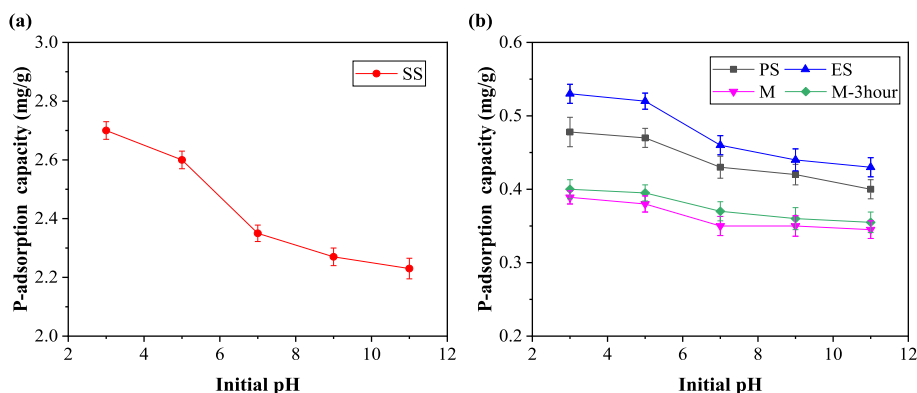 (a)
3.0
2.8
2.6
2.4
2.2
2.0
P-adsorption capacity (mg/g)
SS
2 4 6 8 10 12
Initial pH
(b)
0.6
0.5
0.4
0.3
0.2
P-adsorption capacity (mg/g)
PS ES
M M-3hour
2 4 6 8 10 12
Initial pH